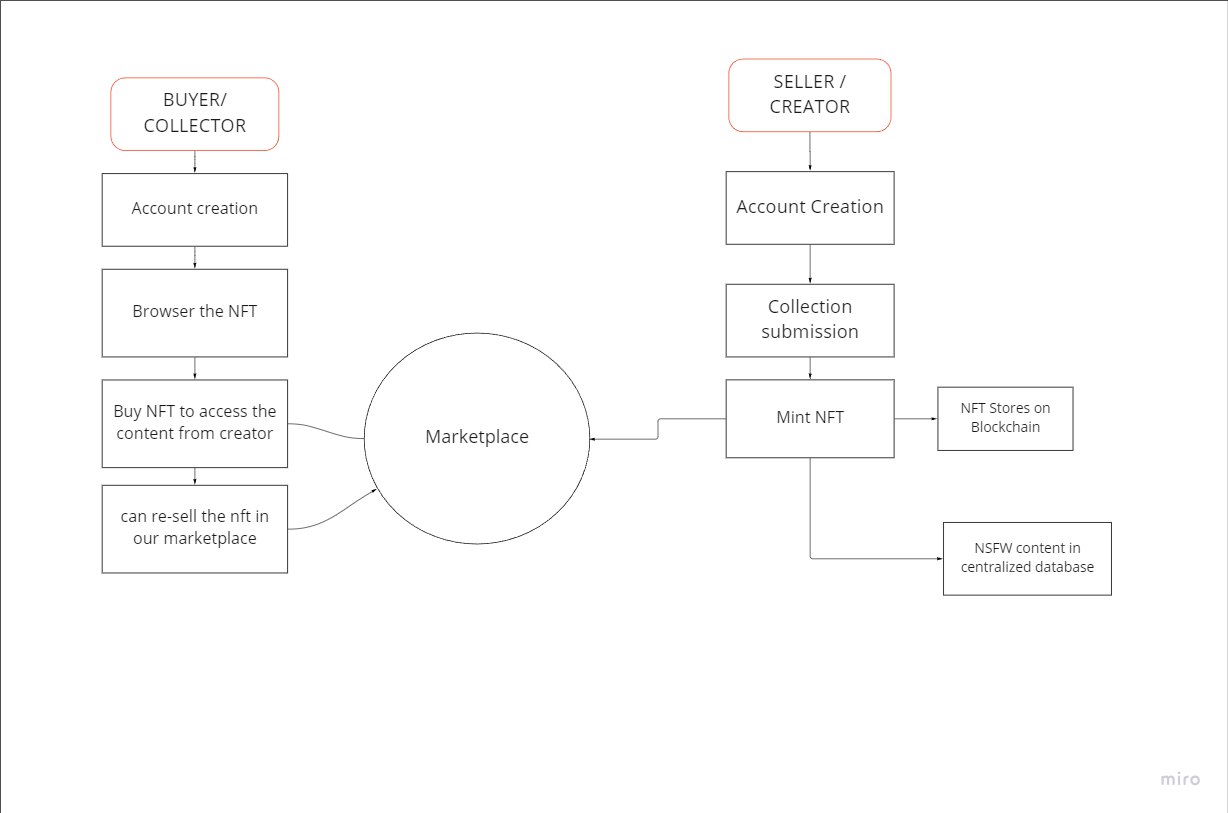 BUYER/
COLLECTOR
Account creation
Browser the NFT
Buy NFT to access the
content from creator
can re-sell the nft in
our marketplace
Marketplace
SELLER /
CREATOR
Account Creation
Collection
submission
Mint NFT
NFT Stores on
Blockchain
NSFW content in
centralized database
miro